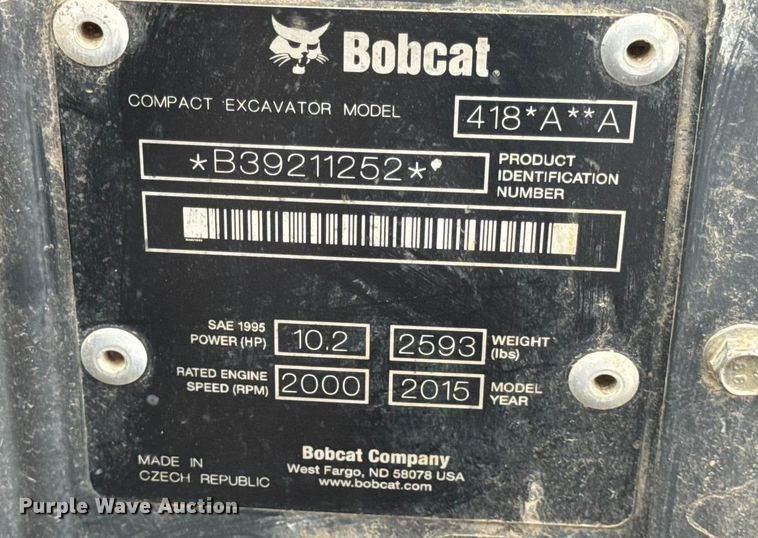 Bobcat.
COMPACT EXCAVATOR MODEL 418*A**A
*B39211252*
PRODUCT
IDENTIFICATION
NUMBER
SAE 1995
POWER (HP) 10.2
2593 WEIGHT
(lbs)
RATED ENGINE
SPEED (RPM) 2000
2015 MODEL
YEAR
MADE IN
CZECH REPUBLIC
Bobcat Company
West Fargo, ND 58078 USA
www.bobcat.com
Purple Wave Auction